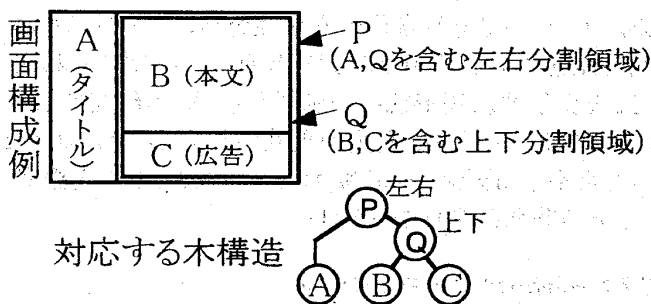 画面構成例
A(タイトル)
B (本文)
C (広告)
P
(A,Qを含む左右分割領域)
Q
(B,Cを含む上下分割領域)
対応する木構造
P 左右
Q 上下
A B C